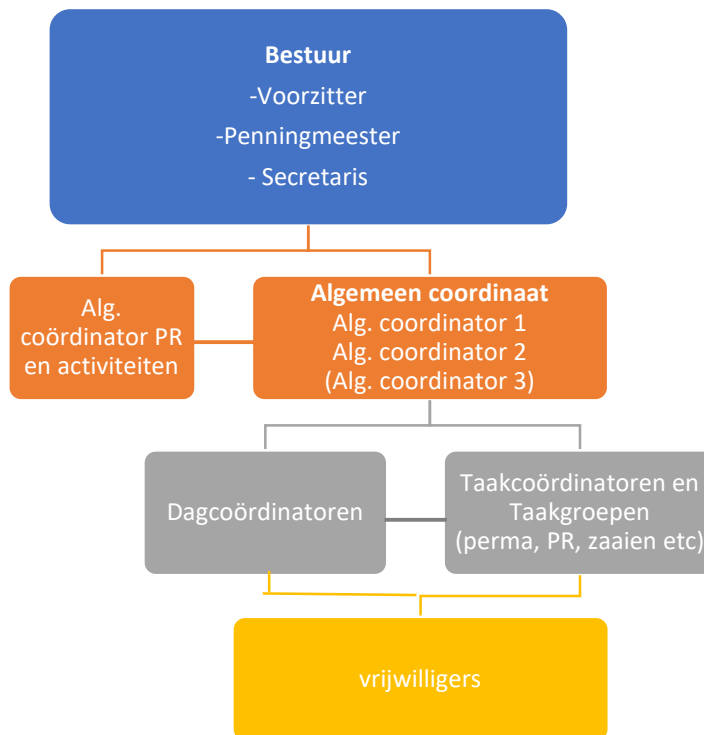 Bestuur
-Voorzitter
-Penningmeester
- Secretaris
Alg.
coördinator PR
en activiteiten
Algemeen coordinaat
Alg. coordinator 1
Alg. coordinator 2
(Alg. coordinator 3)
Dagcoördinatoren
Taakcoördinatoren en
Taakgroepen
(perma, PR, zaaien etc)
vrijwilligers